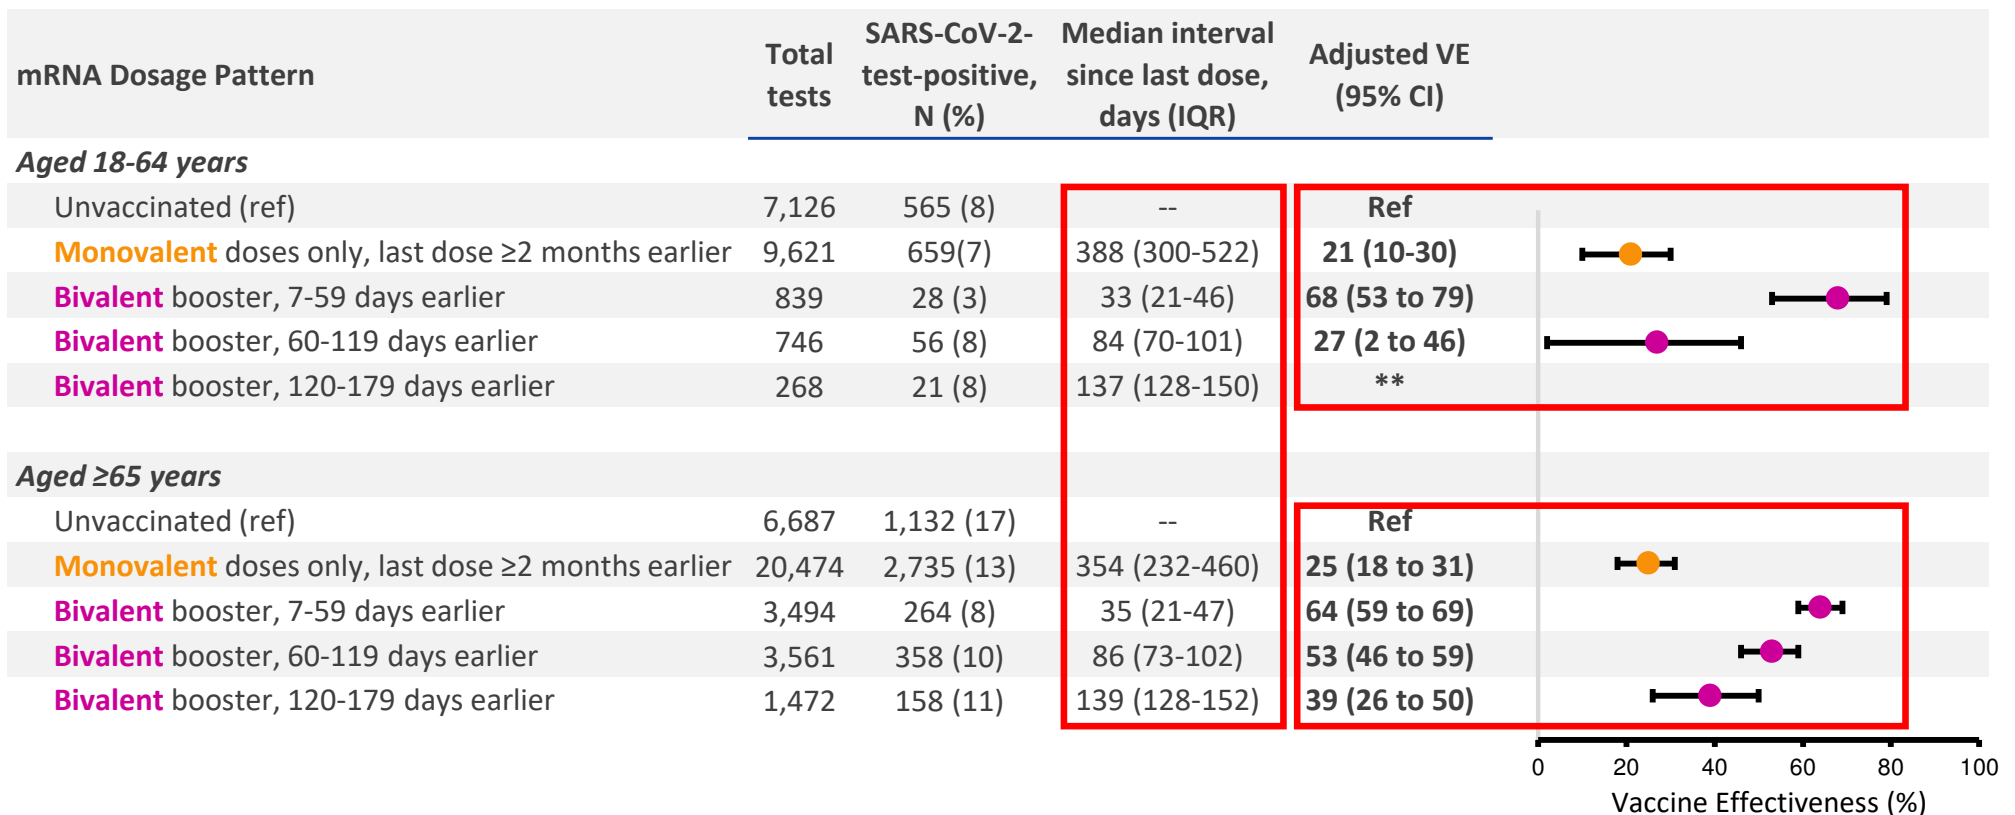 mRNA Dosage Pattern
Total tests
SARS-CoV-2-test-positive, N (%)
Median interval since last dose, days (IQR)
Adjusted VE (95% CI)
Aged 18-64 years
Unvaccinated (ref) 7,126 565 (8) -- Ref
Monovalent doses only, last dose ≥2 months earlier 9,621 659(7) 388 (300-522) 21 (10-30)
Bivalent booster, 7-59 days earlier 839 28 (3) 33 (21-46) 68 (53 to 79)
Bivalent booster, 60-119 days earlier 746 56 (8) 84 (70-101) 27 (2 to 46)
Bivalent booster, 120-179 days earlier 268 21 (8) 137 (128-150) **
Aged ≥65 years
Unvaccinated (ref) 6,687 1,132 (17) -- Ref
Monovalent doses only, last dose ≥2 months earlier 20,474 2,735 (13) 354 (232-460) 25 (18 to 31)
Bivalent booster, 7-59 days earlier 3,494 264 (8) 35 (21-47) 64 (59 to 69)
Bivalent booster, 60-119 days earlier 3,561 358 (10) 86 (73-102) 53 (46 to 59)
Bivalent booster, 120-179 days earlier 1,472 158 (11) 139 (128-152) 39 (26 to 50)
0 20 40 60 80 100
Vaccine Effectiveness (%)